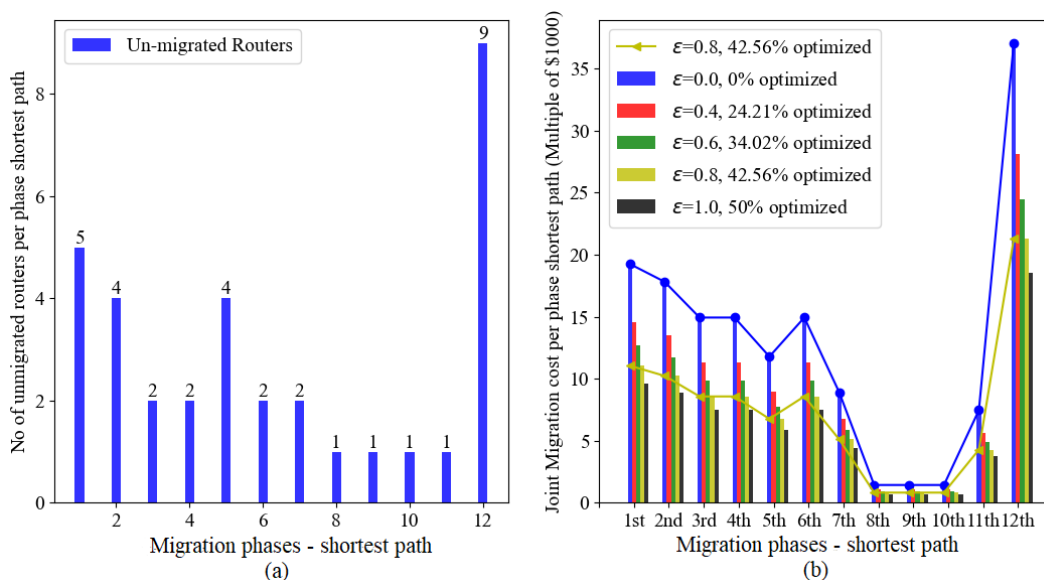 Un-migrated Routers
No of unmigrated routers per phase shortest path
0
2
4
6
8
5
4
2
2
4
2
2
1
1
1
1
9
2
4
6
8
10
12
Migration phases - shortest path
(a)
Joint Migration cost per phase shortest path (Multiple of $1000)
0
5
10
15
20
25
30
35
ε=0.8, 42.56% optimized
ε=0.0, 0% optimized
ε=0.4, 24.21% optimized
ε=0.6, 34.02% optimized
ε=0.8, 42.56% optimized
ε=1.0, 50% optimized
1st 2nd 3rd 4th 5th 6th 7th 8th 9th 10th 11th 12th
Migration phases - shortest path
(b)